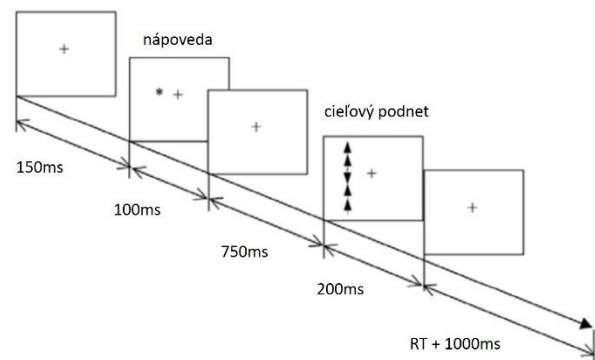 nápoveda
cieľový podnet
150ms
100ms
750ms
200ms
RT + 1000ms